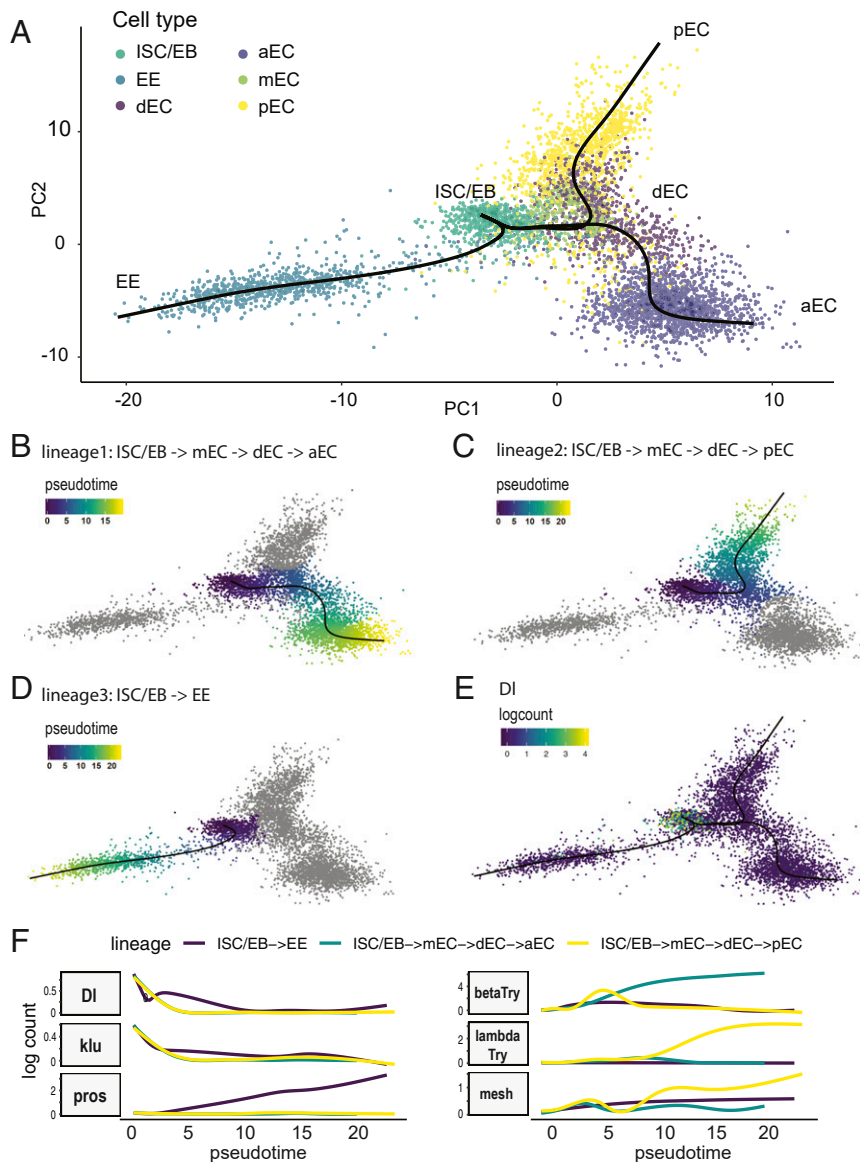 A
Cell type
ISC/EB
EE
dEC
aEC
mEC
pEC
pEC
ISC/EB
dEC
EE
aEC
PC2
10
0
-10
-20
-10
0
10
PC1
B lineage1: ISC/EB -> mEC -> dEC -> aEC
pseudotime
0 5 10 15
C lineage2: ISC/EB -> mEC -> dEC -> pEC
pseudotime
0 5 10 15 20
D lineage3: ISC/EB -> EE
pseudotime
0 5 10 15 20
E Dl
logcount
0 1 2 3 4
F lineage ISC/EB->EE ISC/EB->mEC->dEC->aEC ISC/EB->mEC->dEC->pEC
log count
Dl
0.5
0
klu
0.4
0
pros
3
2
1
0
0 5 10 15 20
pseudotime
betaTry
4
0
lambda
Try
2
0
mesh
1
0
0 5 10 15 20
pseudotime